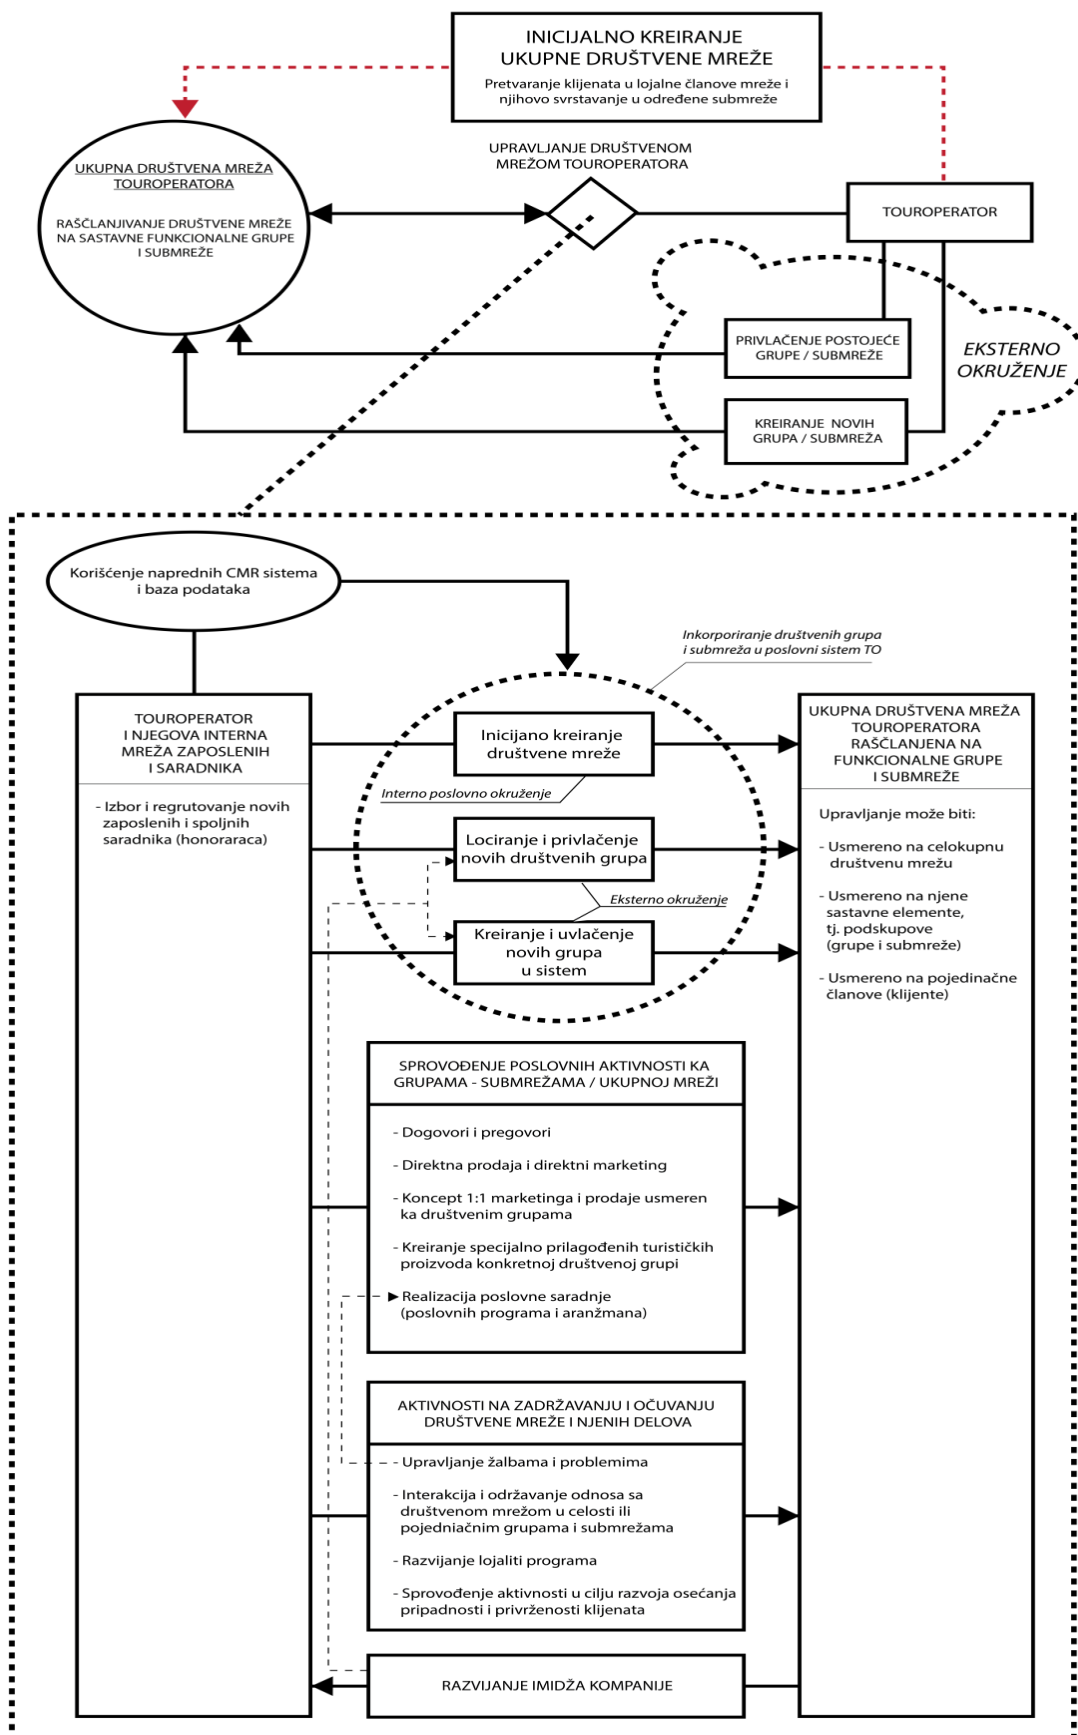 INICIJALNO KREIRANJE
UKUPNE DRUŠTVENE MREŽE
Pretvaranje klijenata u lojalne članove mreže i
njihovo svrstavanje u određene submreže
UKUPNA DRUŠTVENA MREŽA
TOUROPERATORA
RAŠČLANJIVANJE DRUŠTVENE MREŽE
NA SASTAVNE FUNKCIONALNE GRUPE
I SUBMREŽE
UPRAVLJANJE DRUŠTVENOM
MREŽOM TOUROPERATORA
TOUROPERATOR
PRIVLAČENJE POSTOJEĆE
GRUPE / SUBMREŽE
EKSTERNO
OKRUŽENJE
KREIRANJE NOVIH
GRUPA / SUBMREŽA
Korišćenje naprednih CMR sistema
i baza podataka
Inkorporiranje društvenih grupa
i submreža u poslovni sistem TO
TOUROPERATOR
I NJEGOVA INTERNA
MREŽA ZAPOSLENIH
I SARADNIKA
- Izbor i regrutovanje novih
zaposlenih i spoljnih
saradnika (honoraraca)
Inicijano kreiranje
društvene mreže
Interno poslovno okruženje
Lociranje i privlačenje
novih društvenih grupa
Eksterno okruženje
Kreiranje i uvlačenje
novih grupa
u sistem
UKUPNA DRUŠTVENA MREŽA
TOUROPERATORA
RAŠČLANJENA NA
FUNKCIONALNE GRUPE
I SUBMREŽE
Upravljanje može biti:
- Usmereno na celokupnu
društvenu mrežu
- Usmereno na njene
sastavne elemente,
tj. podskupove
(grupe i submreže)
- Usmereno na pojedinačne
članove (klijente)
SPROVOĐENJE POSLOVNIH AKTIVNOSTI KA
GRUPAMA - SUBMREŽAMA / UKUPNOJ MREŽI
- Dogovori i pregovori
- Direktna prodaja i direktni marketing
- Koncept 1:1 marketinga i prodaje usmeren
ka društvenim grupama
- Kreiranje specijalno prilagođenih turističkih
proizvoda konkretnoj društvenoj grupi
Realizacija poslovne saradnje
(poslovnih programa i aranžmana)
AKTIVNOSTI NA ZADRŽAVANJU I OČUVANJU
DRUŠTVENE MREŽE I NJENIH DELOVA
- Upravljanje žalbama i problemima
- Interakcija i održavanje odnosa sa
društvenom mrežom u celosti ili
pojedniačnim grupama i submrežama
- Razvijanje lojaliti programa
- Sprovođenje aktivnosti u cilju razvoja osećanja
pripadnosti i privrženosti klijenata
RAZVIJANJE IMIDŽA KOMPANIJE